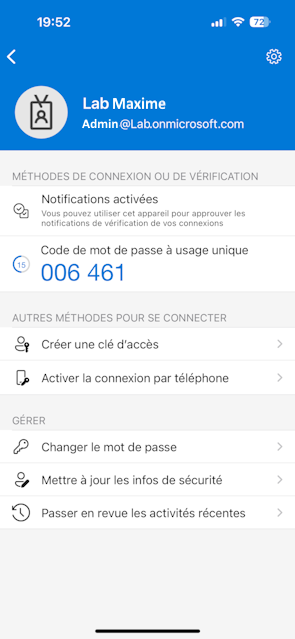 19:52
72
Lab Maxime
Admin@Lab.onmicrosoft.com
MÉTHODES DE CONNEXION OU DE VÉRIFICATION
Notifications activées
Vous pouvez utiliser cet appareil pour approuver les
notifications de vérification de vos connexions
Code de mot de passe à usage unique
15
006 461
AUTRES MÉTHODES POUR SE CONNECTER
Créer une clé d'accès
Activer la connexion par téléphone
GÉRER
Changer le mot de passe
Mettre à jour les infos de sécurité
Passer en revue les activités récentes